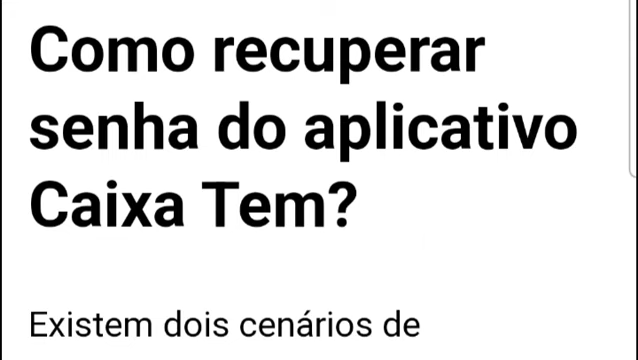 Como recuperar
senha do aplicativo
Caixa Tem?
Existem dois cenários de